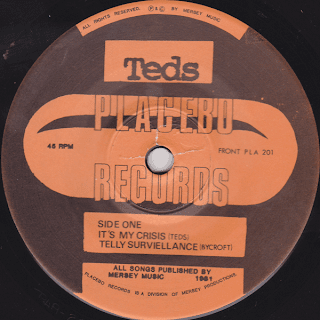 ALL RIGHTS RESERVED. ℗ © BY MERSEY MUSIC
Teds
PLACEBO
45 RPM
FRONT PLA 201
RECORDS
SIDE ONE
IT'S MY CRISIS (TEDS)
TELLY SURVIELLANCE (BYCROFT)
ALL SONGS PUBLISHED BY
MERSEY MUSIC 1981
PLACEBO RECORDS IS A DIVISION OF MERSEY PRODUCTIONS.